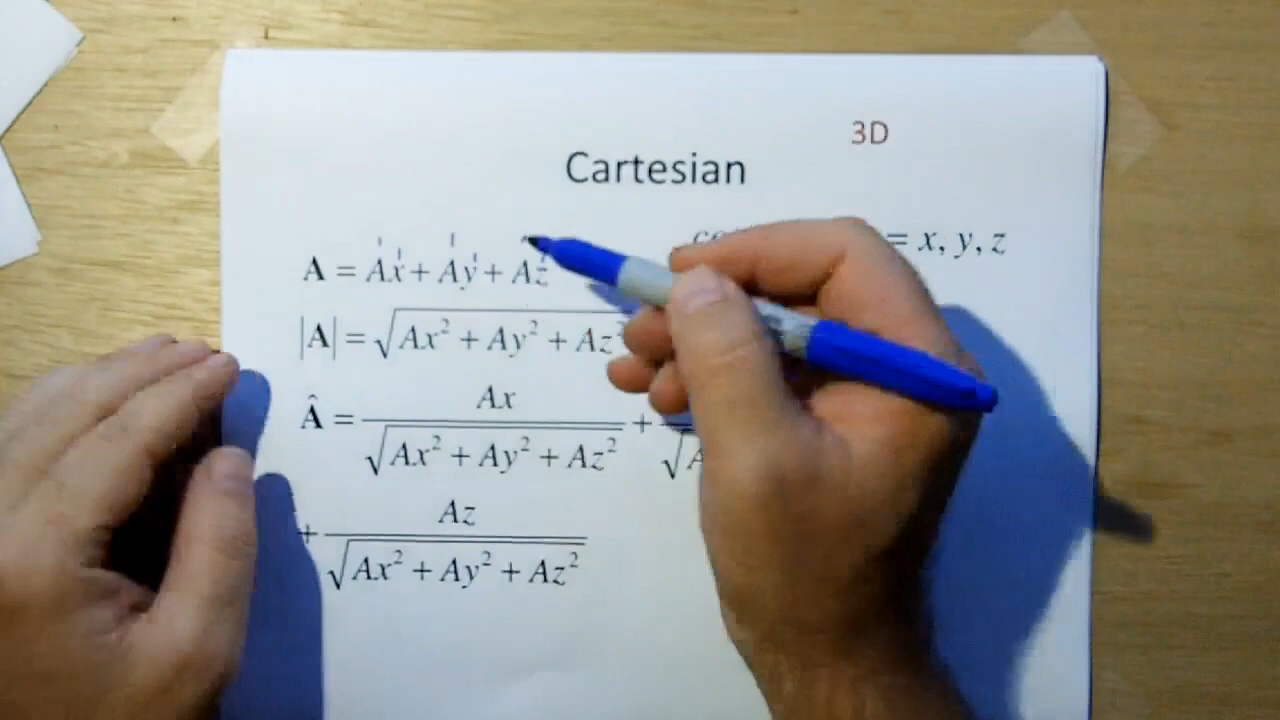 3D
Cartesian
A = Ax + Ay + Az
= x, y, z
|A| = √Ax² + Ay² + Az²
Â = Ax / √Ax² + Ay² + Az² +
+ Az / √Ax² + Ay² + Az²